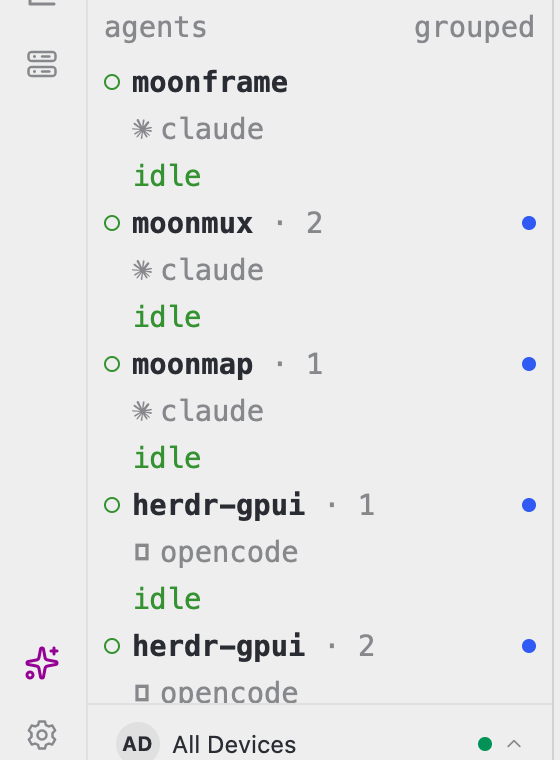 agents grouped
moonframe
claude
idle
moonmux · 2
claude
idle
moonmap · 1
claude
idle
herdr-gpui · 1
opencode
idle
herdr-gpui · 2
opencode
AD All Devices